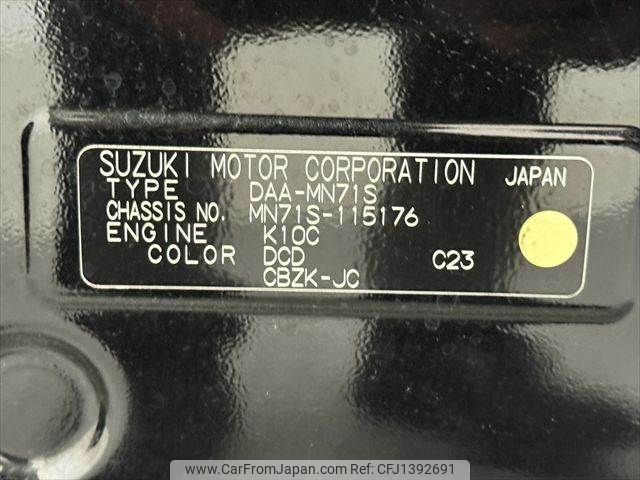 SUZUKI MOTOR CORPORATION JAPAN
TYPE DAA-MN71S
CHASSIS NO. MN71S-115176
ENGINE K10C
COLOR DCD C23
CBZK-JC
www.CarFromJapan.com - CFJ1392691